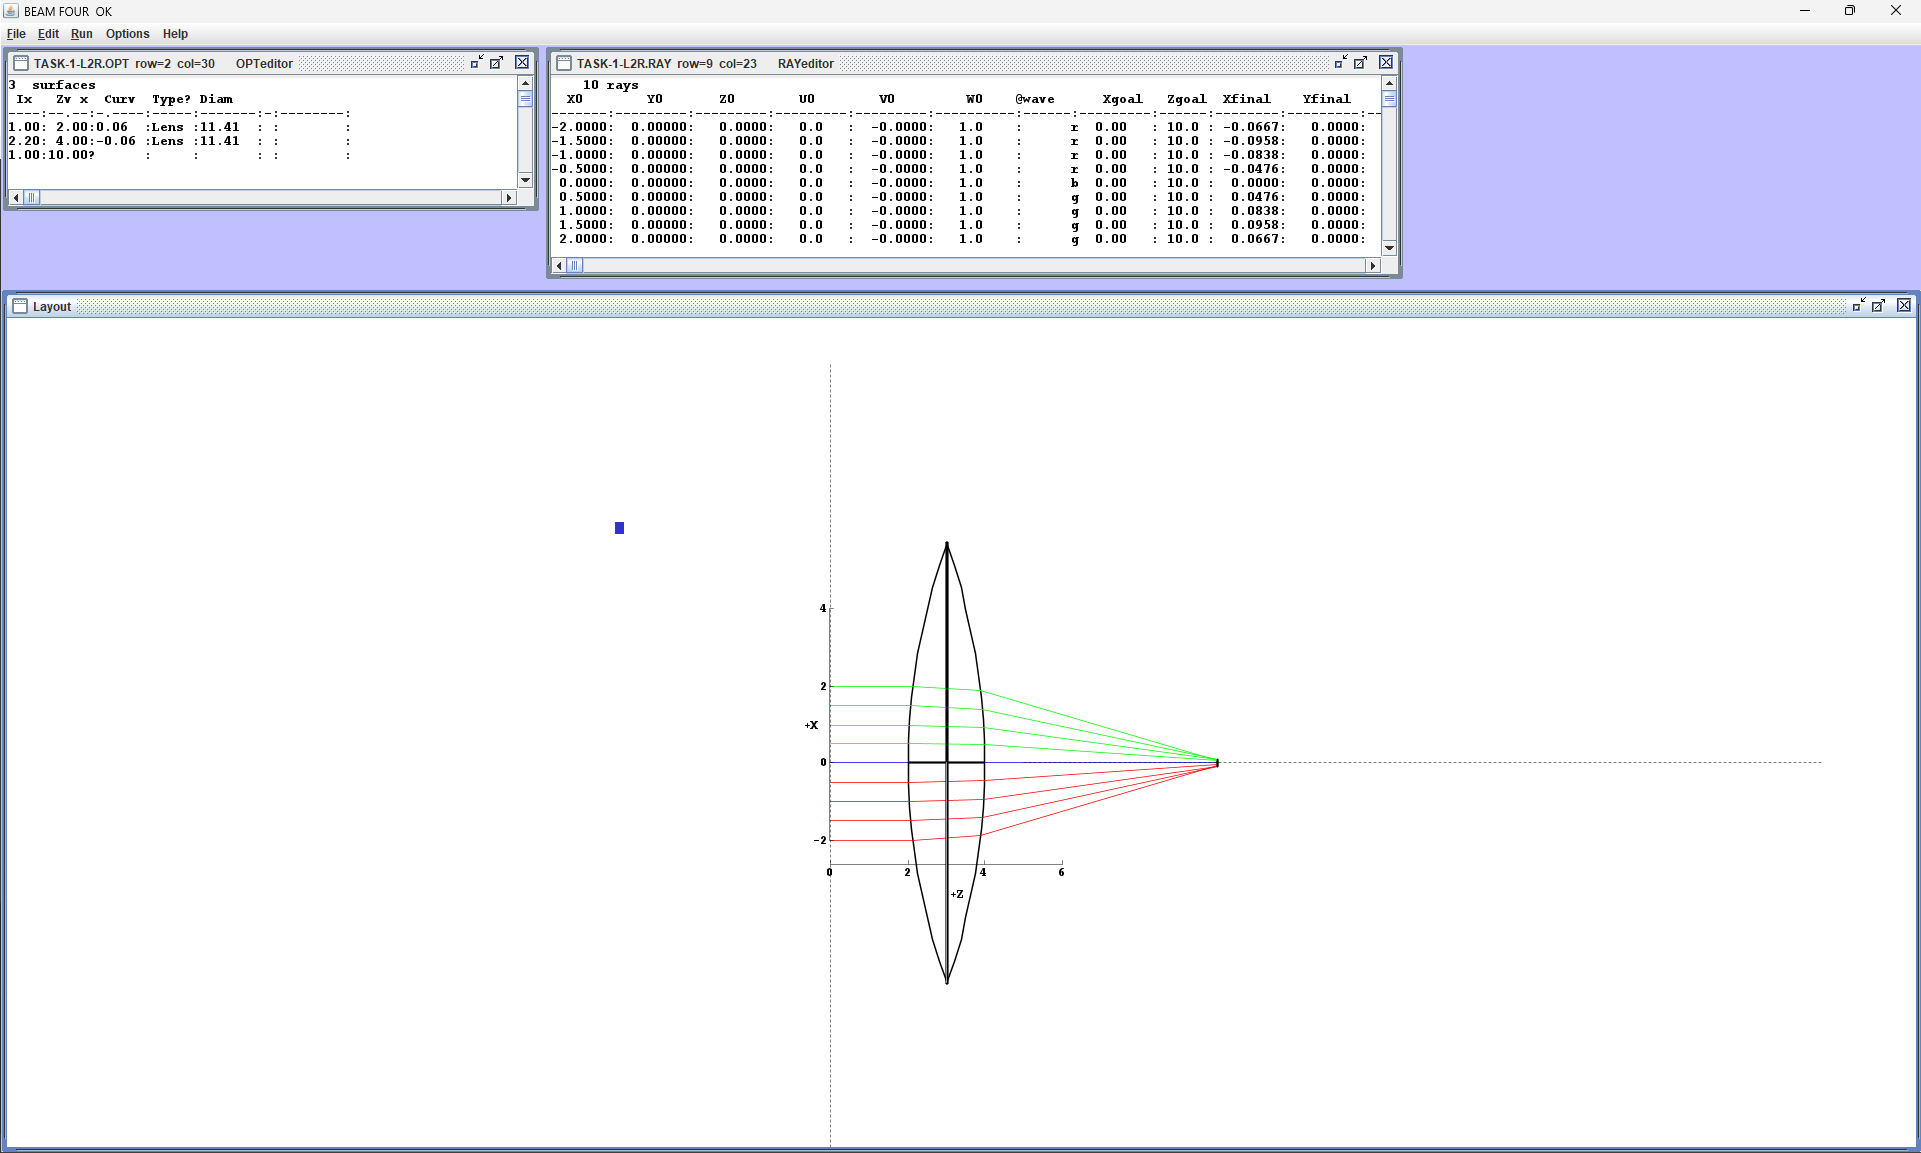 BEAM FOUR  OK
File Edit Run Options Help
TASK-1-L2R.OPT  row=2  col=30      OPTeditor
3  surfaces
 Ix   Zv x  Curv  Type? Diam
----:--.--:-.----:-----:-------:-:--------:
1.00: 2.00:0.06  :Lens :11.41  : :        :
2.20: 4.00:-0.06 :Lens :11.41  : :        :
1.00:10.00?      :     :       : :        :
TASK-1-L2R.RAY  row=9  col=23      RAYeditor
10 rays
X0 Y0 Z0 U0 V0 W0 @wave Xgoal Zgoal Xfinal Yfinal
-------:---------:---------:---------:---------:----------:------:---------:------:--------:---------:--
-2.0000:  0.00000:   0.0000:   0.0   :  -0.0000:   1.0    :      r  0.00   : 10.0 : -0.0667:   0.0000:
-1.5000:  0.00000:   0.0000:   0.0   :  -0.0000:   1.0    :      r  0.00   : 10.0 : -0.0958:   0.0000:
-1.0000:  0.00000:   0.0000:   0.0   :  -0.0000:   1.0    :      r  0.00   : 10.0 : -0.0838:   0.0000:
-0.5000:  0.00000:   0.0000:   0.0   :  -0.0000:   1.0    :      r  0.00   : 10.0 : -0.0476:   0.0000:
0.0000:  0.00000:   0.0000:   0.0   :  -0.0000:   1.0    :      b  0.00   : 10.0 :  0.0000:   0.0000:
0.5000:  0.00000:   0.0000:   0.0   :  -0.0000:   1.0    :      g  0.00   : 10.0 :  0.0476:   0.0000:
1.0000:  0.00000:   0.0000:   0.0   :  -0.0000:   1.0    :      g  0.00   : 10.0 :  0.0838:   0.0000:
1.5000:  0.00000:   0.0000:   0.0   :  -0.0000:   1.0    :      g  0.00   : 10.0 :  0.0958:   0.0000:
2.0000:  0.00000:   0.0000:   0.0   :  -0.0000:   1.0    :      g  0.00   : 10.0 :  0.0667:   0.0000:
Layout
4
2
+X
0
-2
0 2 4 6
+Z